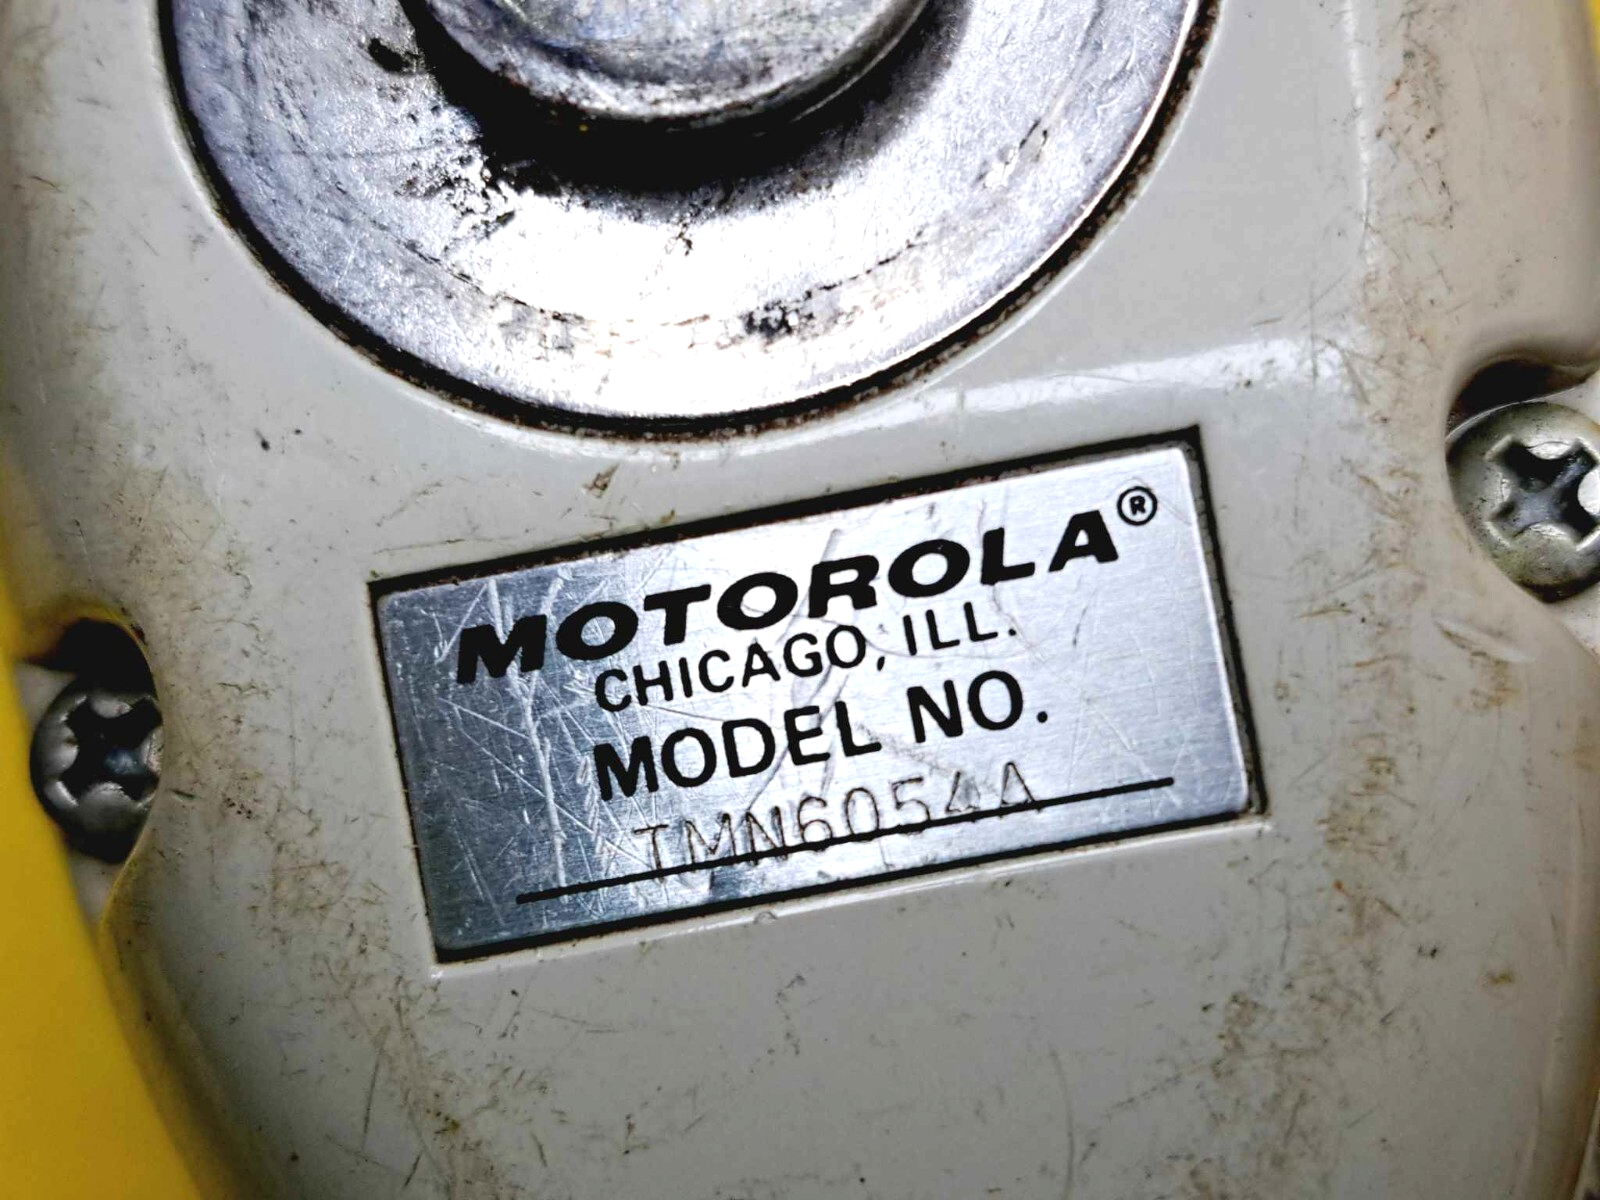 MOTOROLA®
CHICAGO, ILL.
MODEL NO.
TMN6054A